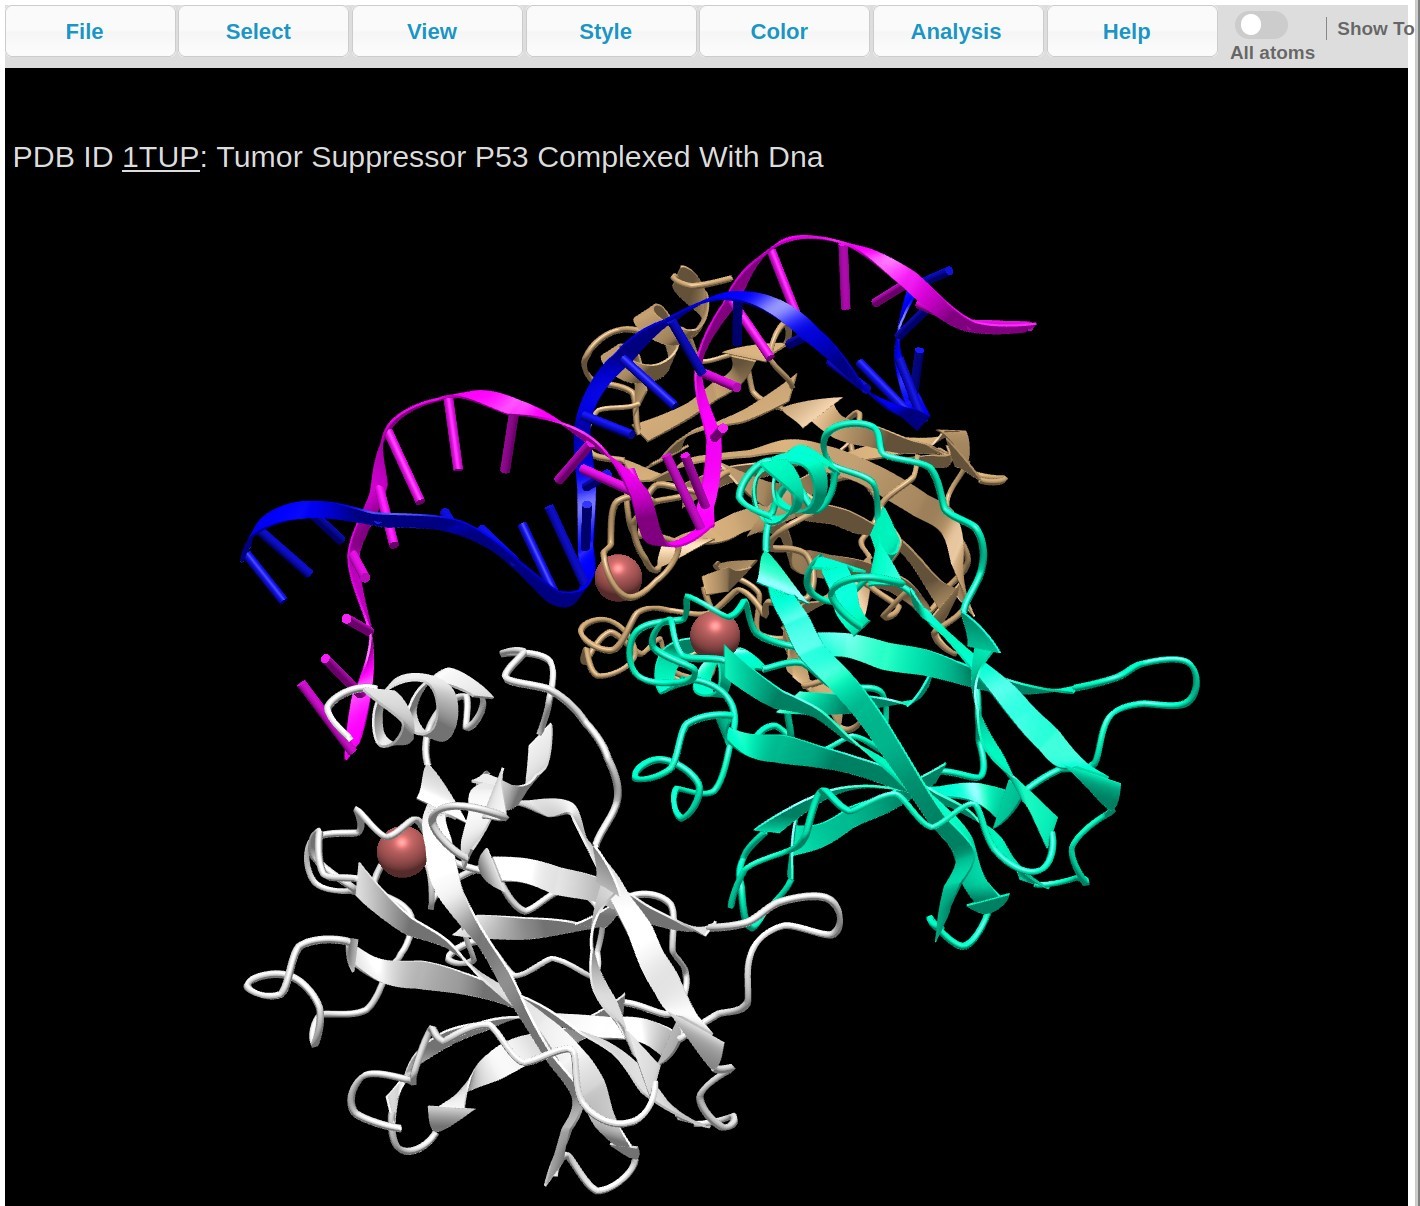 File Select View Style Color Analysis Help
All atoms Show To
PDB ID 1TUP: Tumor Suppressor P53 Complexed With Dna